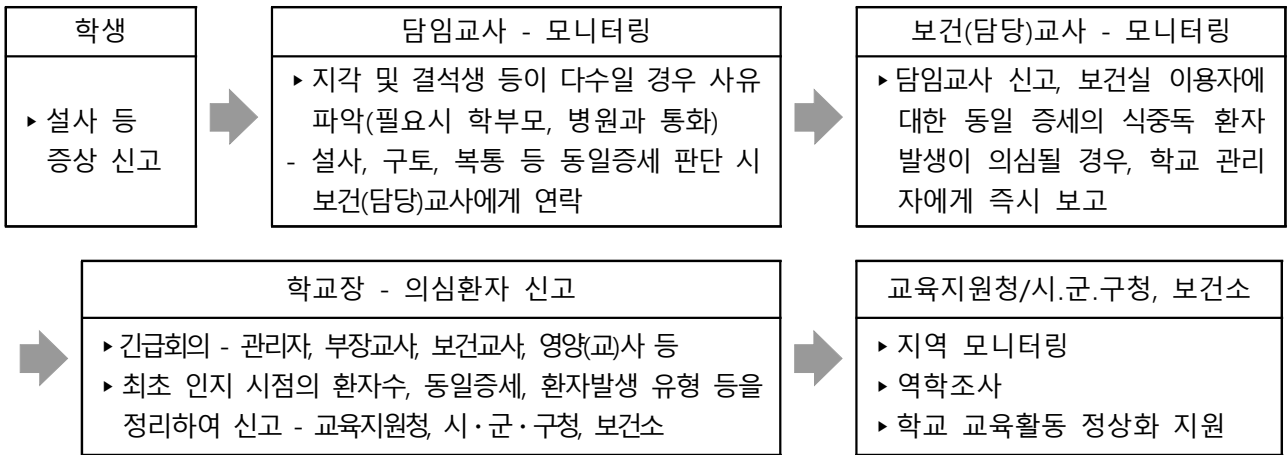 학생
▸ 설사 등
증상 신고
담임교사 - 모니터링
▸ 지각 및 결석생 등이 다수일 경우 사유
파악(필요시 학부모, 병원과 통화)
- 설사, 구토, 복통 등 동일증세 판단 시
보건(담당)교사에게 연락
보건(담당)교사 - 모니터링
▸ 담임교사 신고, 보건실 이용자에
대한 동일 증세의 식중독 환자
발생이 의심될 경우, 학교 관리
자에게 즉시 보고
학교장 - 의심환자 신고
▸ 긴급회의 - 관리자, 부장교사, 보건교사, 영양(교)사 등
▸ 최초 인지 시점의 환자수, 동일증세, 환자발생 유형 등을
정리하여 신고 - 교육지원청, 시·군·구청, 보건소
교육지원청/시.군.구청, 보건소
▸ 지역 모니터링
▸ 역학조사
▸ 학교 교육활동 정상화 지원